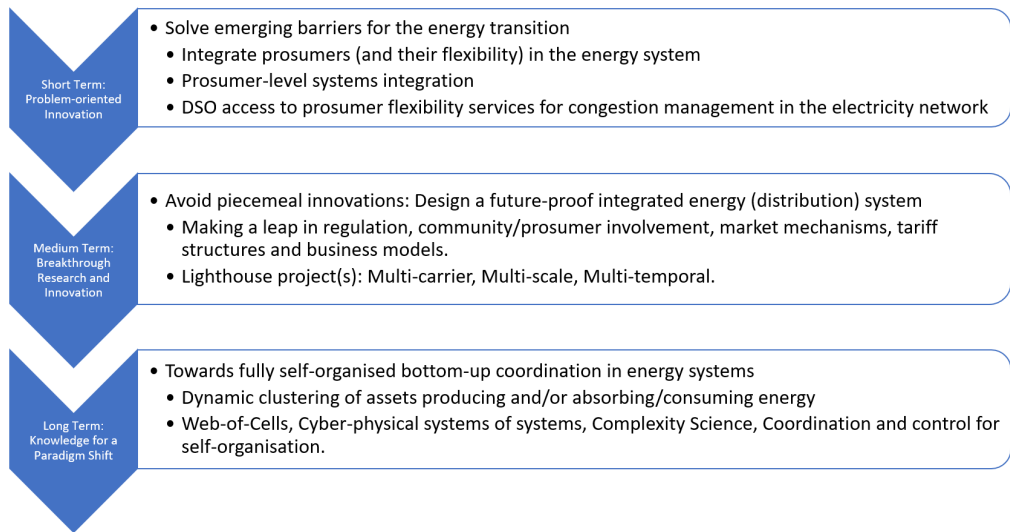 Short Term:
Problem-oriented
Innovation
• Solve emerging barriers for the energy transition
• Integrate prosumers (and their flexibility) in the energy system
• Prosumer-level systems integration
• DSO access to prosumer flexibility services for congestion management in the electricity network
Medium Term:
Breakthrough
Research and
Innovation
• Avoid piecemeal innovations: Design a future-proof integrated energy (distribution) system
• Making a leap in regulation, community/prosumer involvement, market mechanisms, tariff
structures and business models.
• Lighthouse project(s): Multi-carrier, Multi-scale, Multi-temporal.
Long Term:
Knowledge for a
Paradigm Shift
• Towards fully self-organised bottom-up coordination in energy systems
• Dynamic clustering of assets producing and/or absorbing/consuming energy
• Web-of-Cells, Cyber-physical systems of systems, Complexity Science, Coordination and control for
self-organisation.